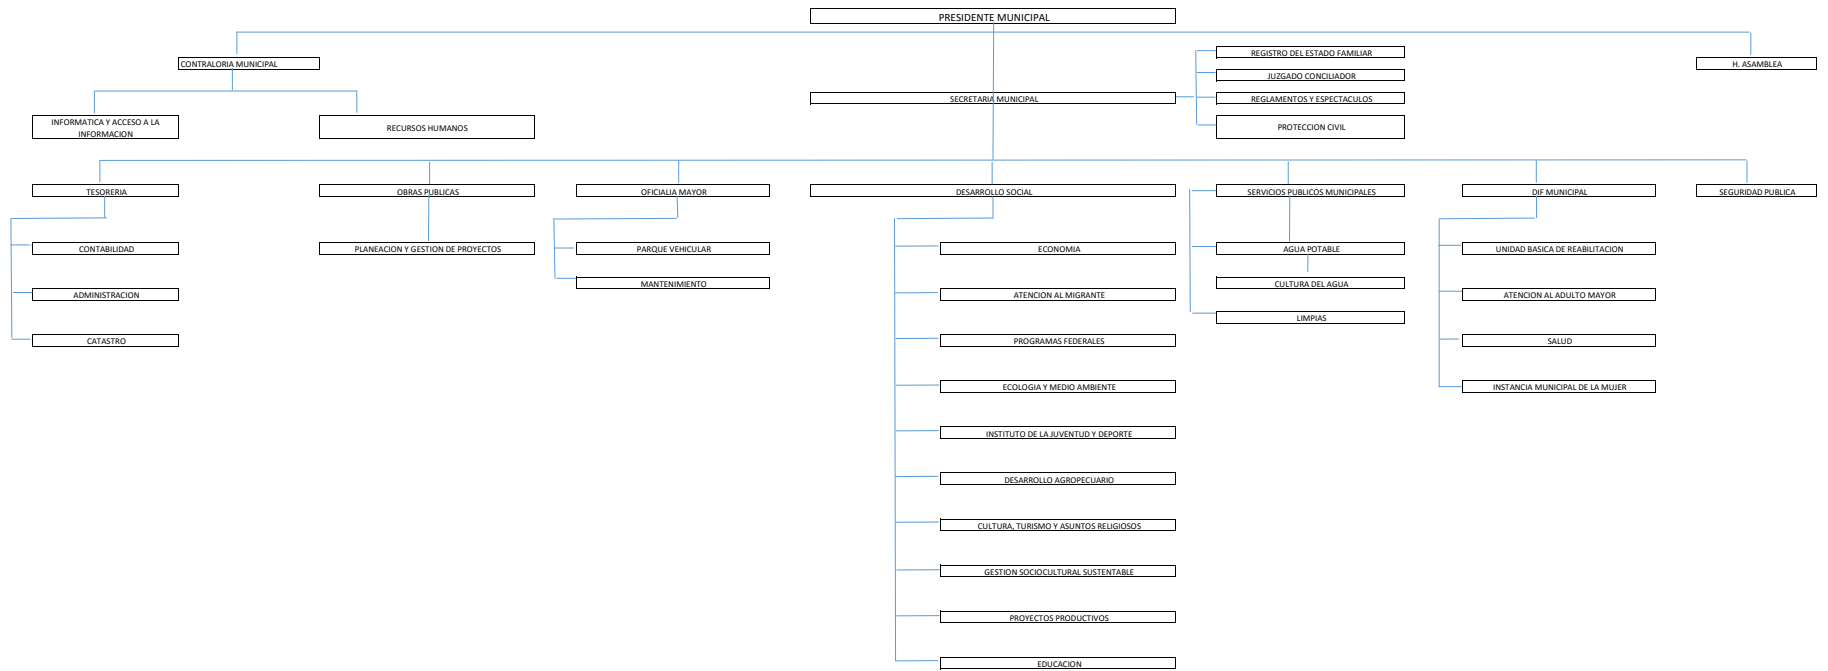 PRESIDENTE MUNICIPAL
REGISTRO DEL ESTADO FAMILIAR
CONTRALORIA MUNICIPAL
H. ASAMBLEA
JUZGADO CONCILIADOR
SECRETARIA MUNICIPAL
REGLAMENTOS Y ESPECTACULOS
INFORMATICA Y ACCESO A LA
INFORMACION
RECURSOS HUMANOS
PROTECCION CIVIL
TESORERIA
OBRAS PUBLICAS
OFICIALIA MAYOR
DESARROLLO SOCIAL
SERVICIOS PUBLICOS MUNICIPALES
DIF MUNICIPAL
SEGURIDAD PUBLICA
CONTABILIDAD
PLANEACION Y GESTION DE PROYECTOS
PARQUE VEHICULAR
ECONOMIA
AGUA POTABLE
UNIDAD BASICA DE REABILITACION
MANTENIMIENTO
CULTURA DEL AGUA
ADMINISTRACION
ATENCION AL MIGRANTE
ATENCION AL ADULTO MAYOR
LIMPIAS
CATASTRO
PROGRAMAS FEDERALES
SALUD
ECOLOGIA Y MEDIO AMBIENTE
INSTANCIA MUNICIPAL DE LA MUJER
INSTITUTO DE LA JUVENTUD Y DEPORTE
DESARROLLO AGROPECUARIO
CULTURA, TURISMO Y ASUNTOS RELIGIOSOS
GESTION SOCIOCULTURAL SUSTENTABLE
PROYECTOS PRODUCTIVOS
EDUCACION